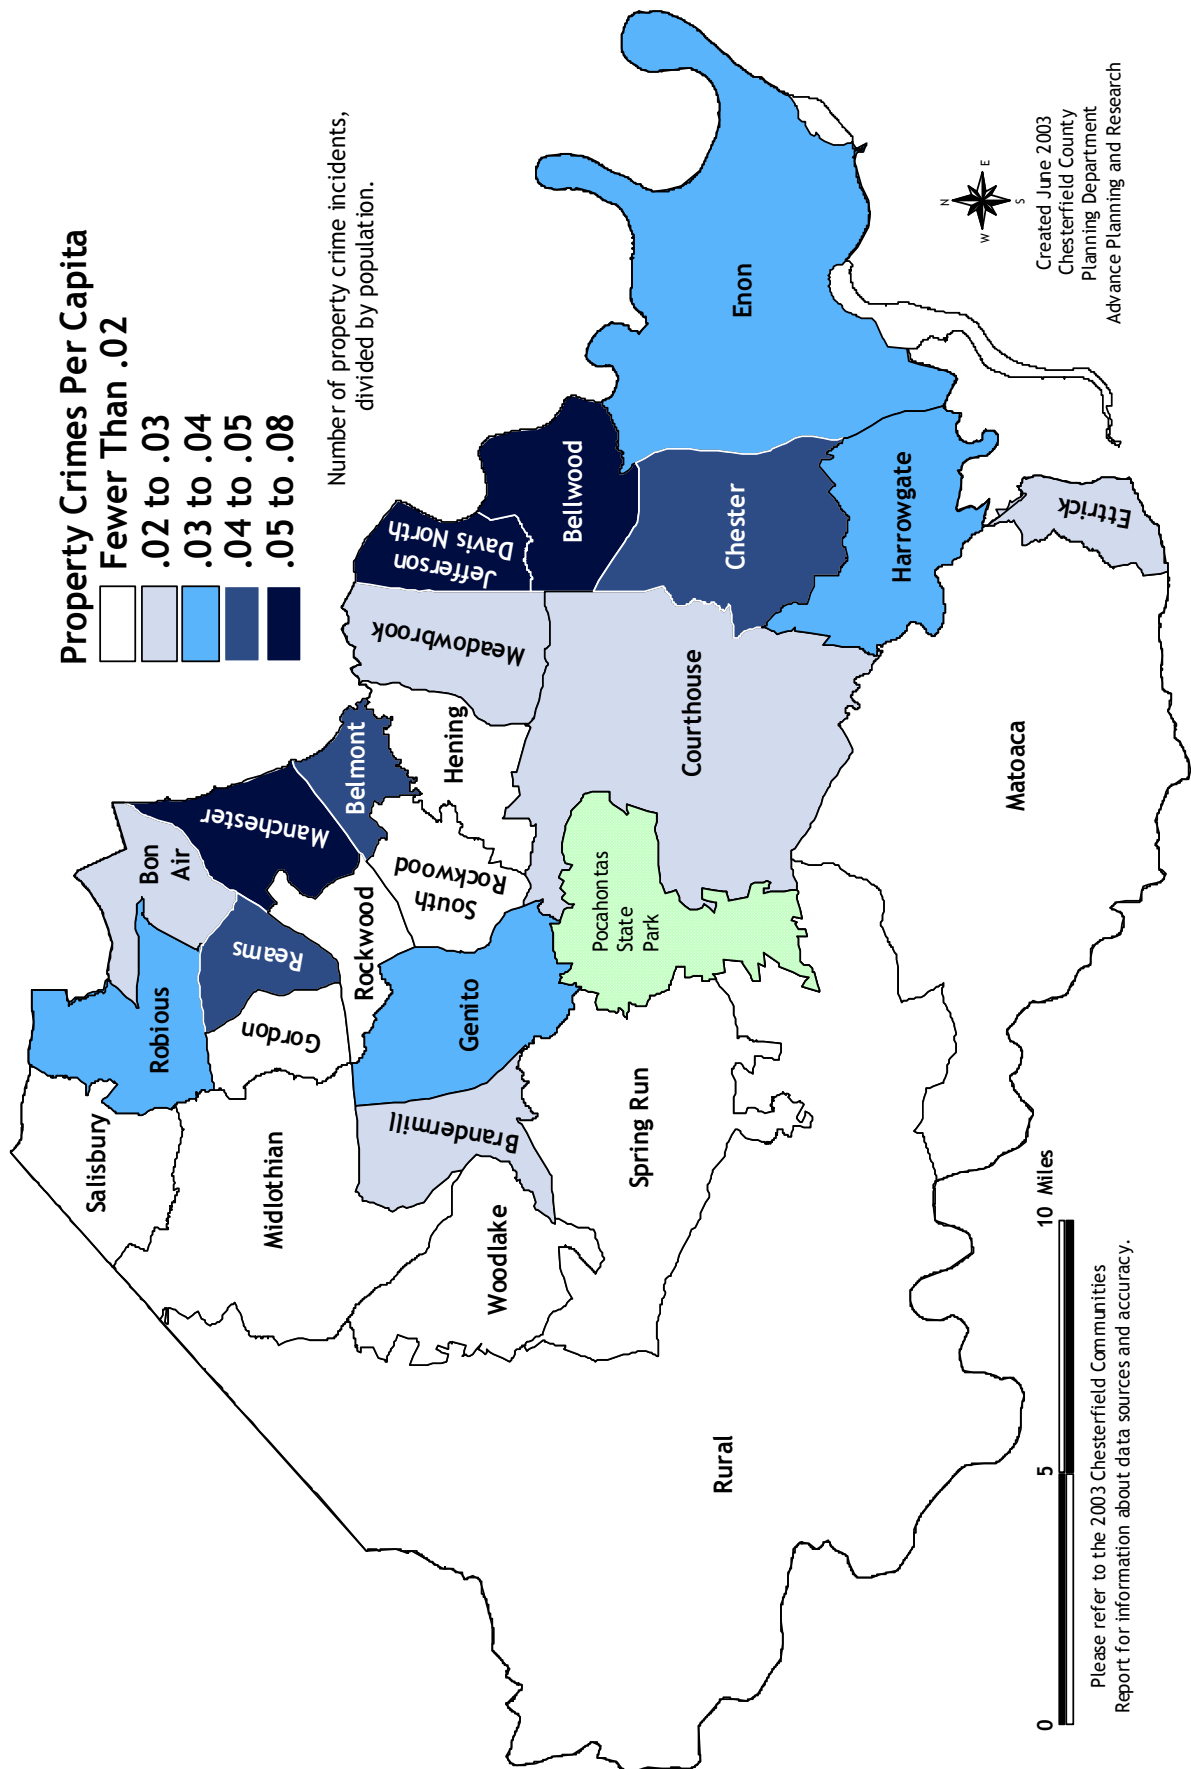 Property Crimes Per Capita
Fewer Than .02
.02 to .03
.03 to .04
.04 to .05
.05 to .08
Number of property crime incidents,
divided by population.
Salisbury
Robious
Bon
Air
Midlothian
Gordon
Reams
Manchester
Rockwood
Belmont
South
Rockwood
Hening
Meadowbrook
Jefferson
Davis North
Bellwood
Brandermill
Genito
Woodlake
Spring Run
Pocahontas
State
Park
Courthouse
Chester
Enon
Harrowgate
Ettrick
Matoaca
Rural
N
W
E
S
Created June 2003
Chesterfield County
Planning Department
Advance Planning and Research
0
5
10 Miles
Please refer to the 2003 Chesterfield Communities
Report for information about data sources and accuracy.